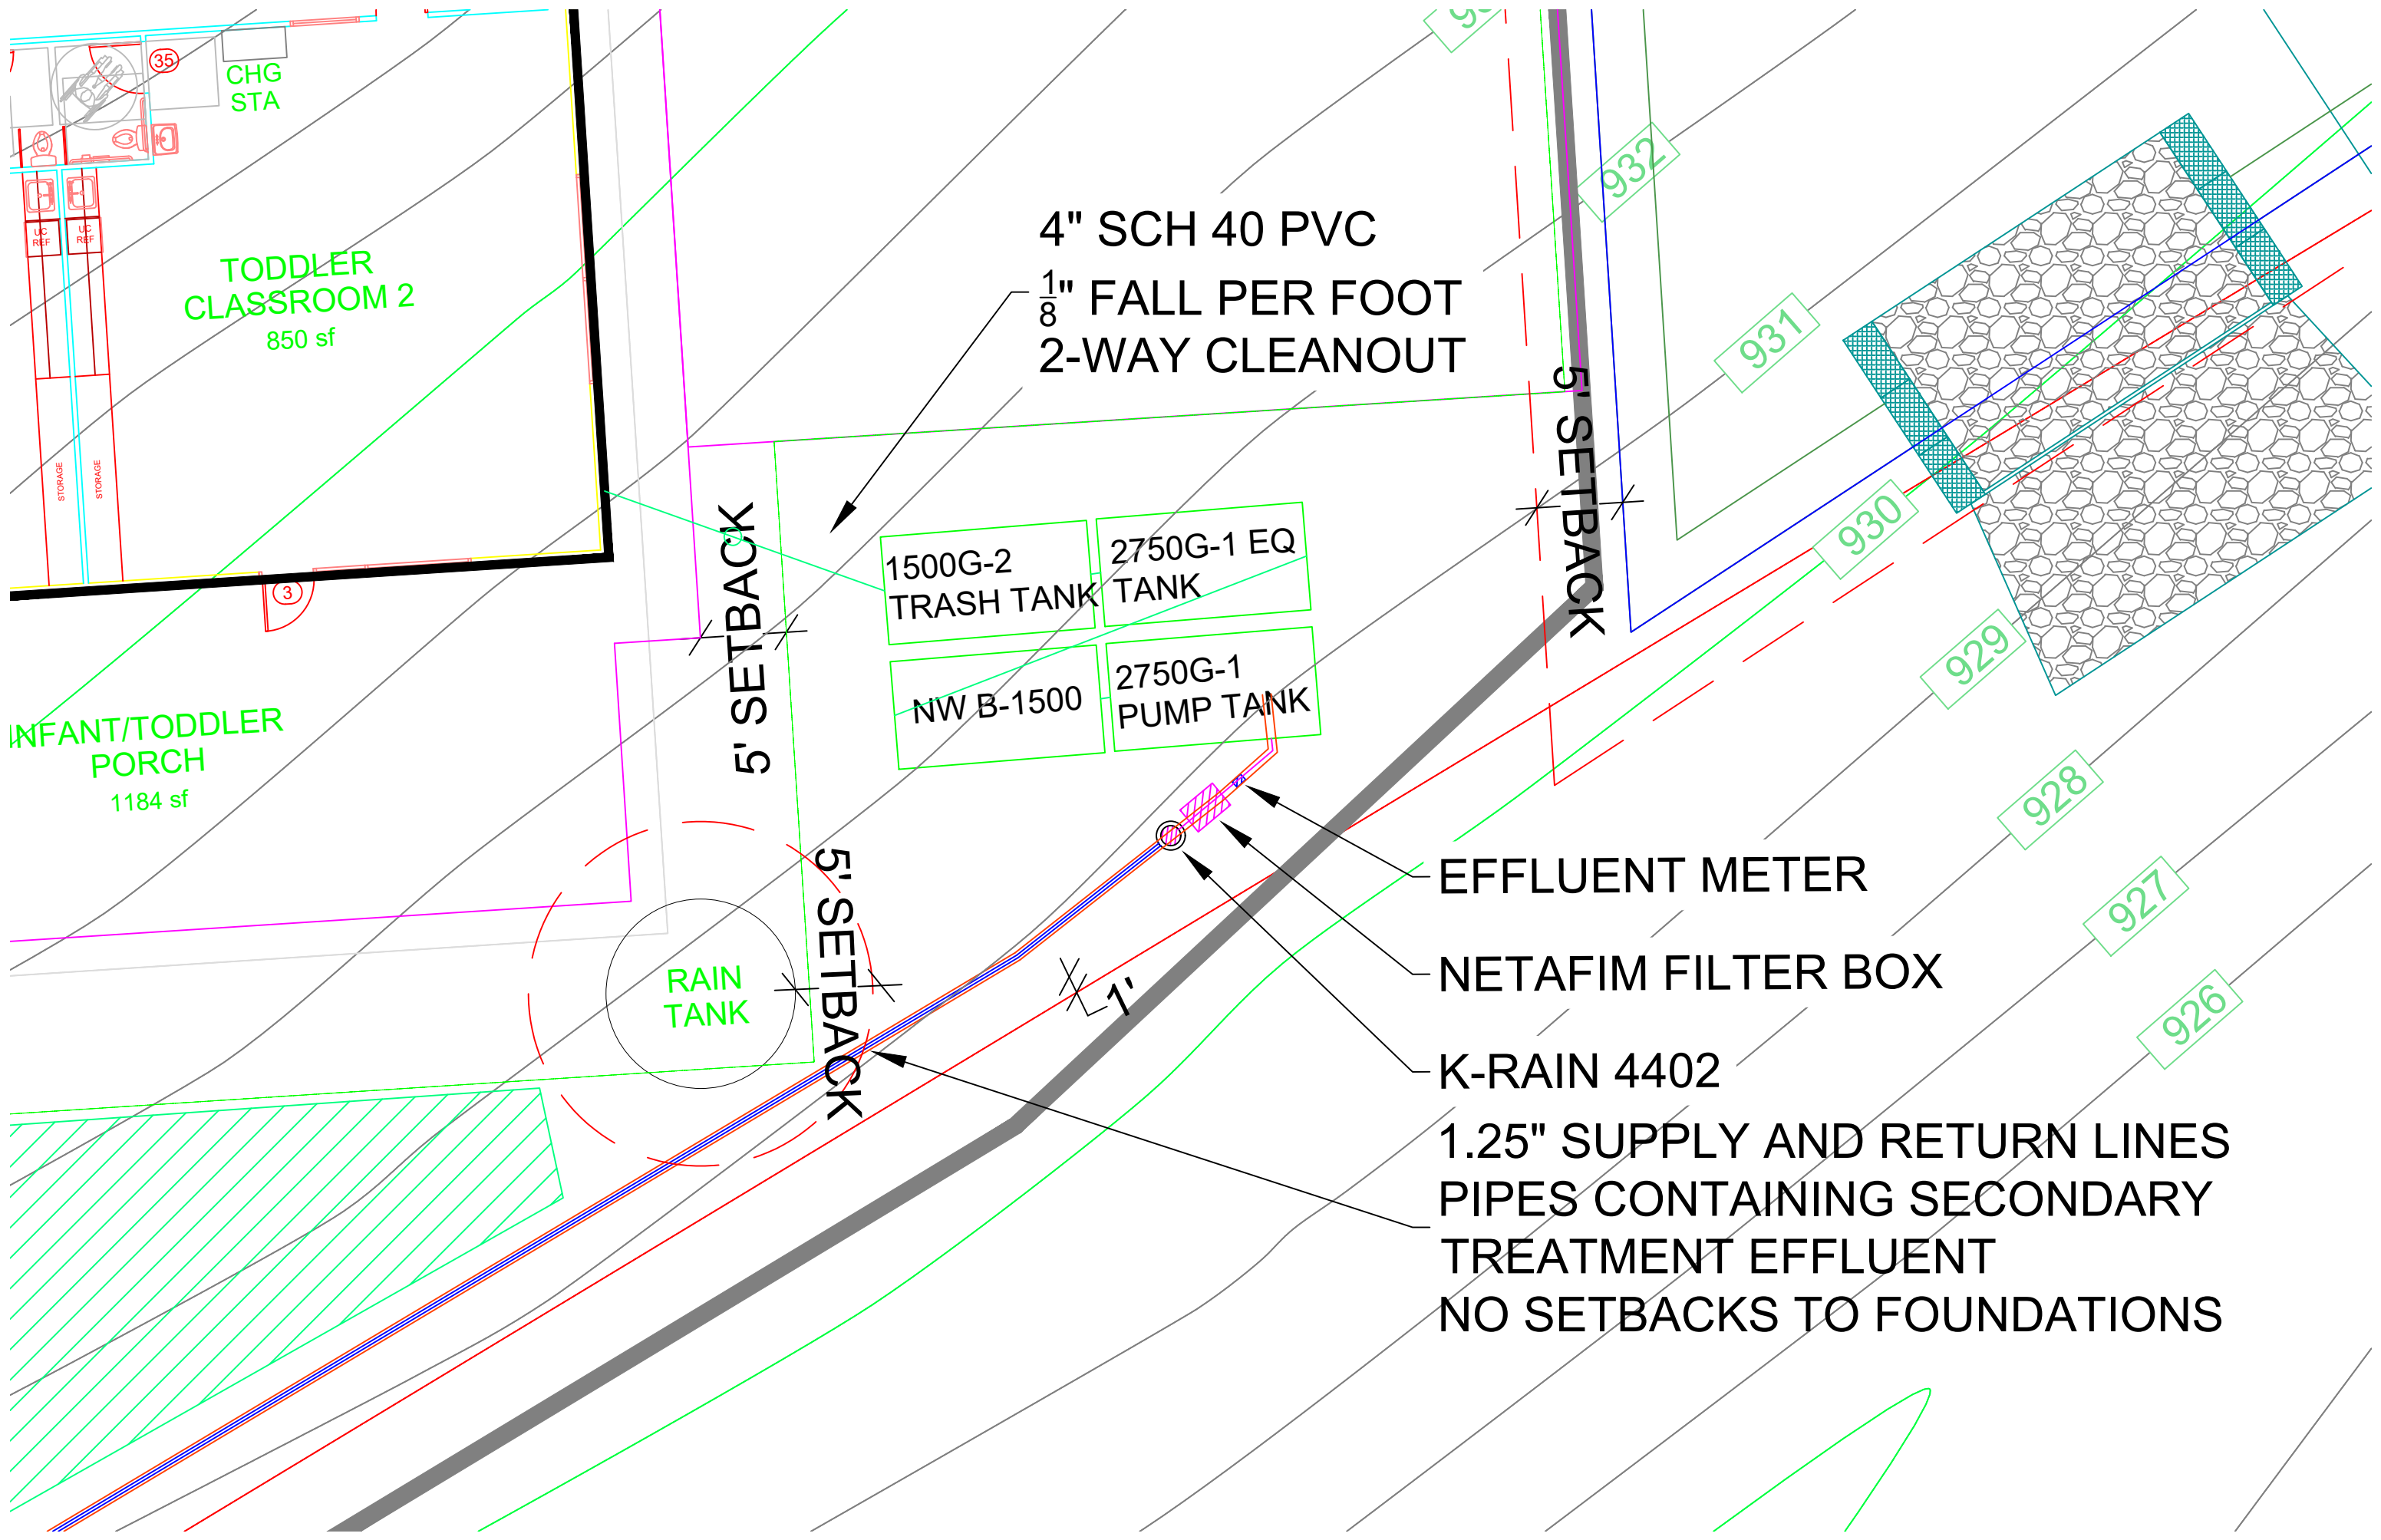 35
CHG
STA
UC
REF
UC
REF
TODDLER
CLASSROOM 2
850 sf
STORAGE
STORAGE
3
INFANT/TODDLER
PORCH
1184 sf
4" SCH 40 PVC
1/8" FALL PER FOOT
2-WAY CLEANOUT
5' SETBACK
5' SETBACK
5' SETBACK
1500G-2
TRASH TANK
2750G-1 EQ
TANK
NW B-1500
2750G-1
PUMP TANK
RAIN
TANK
1'
932
931
930
929
928
927
926
EFFLUENT METER
NETAFIM FILTER BOX
K-RAIN 4402
1.25" SUPPLY AND RETURN LINES
PIPES CONTAINING SECONDARY
TREATMENT EFFLUENT
NO SETBACKS TO FOUNDATIONS